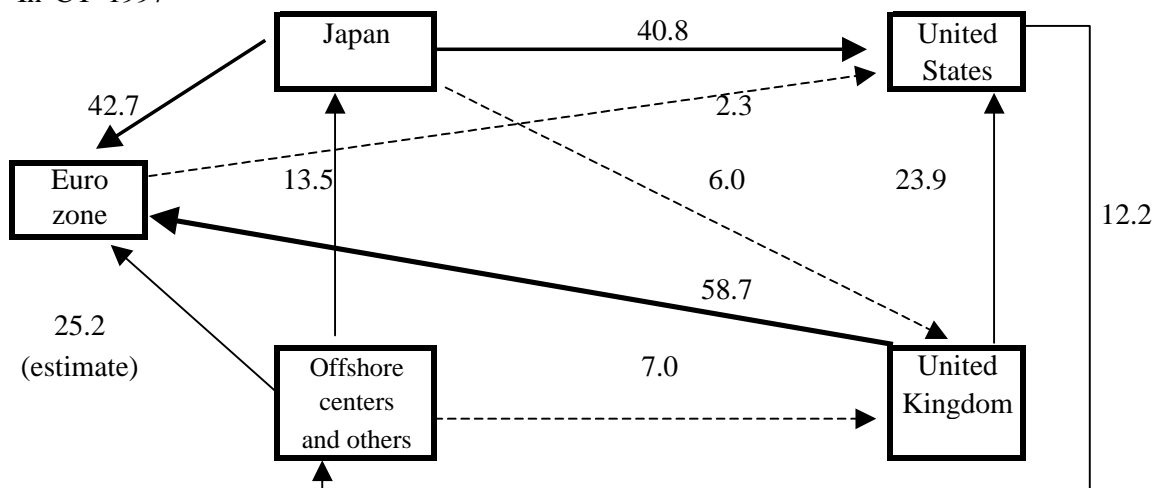 In CY 1997
Japan
40.8
United
States
42.7
2.3
Euro
zone
13.5
6.0
23.9
12.2
58.7
25.2
(estimate)
Offshore
centers
and others
7.0
United
Kingdom